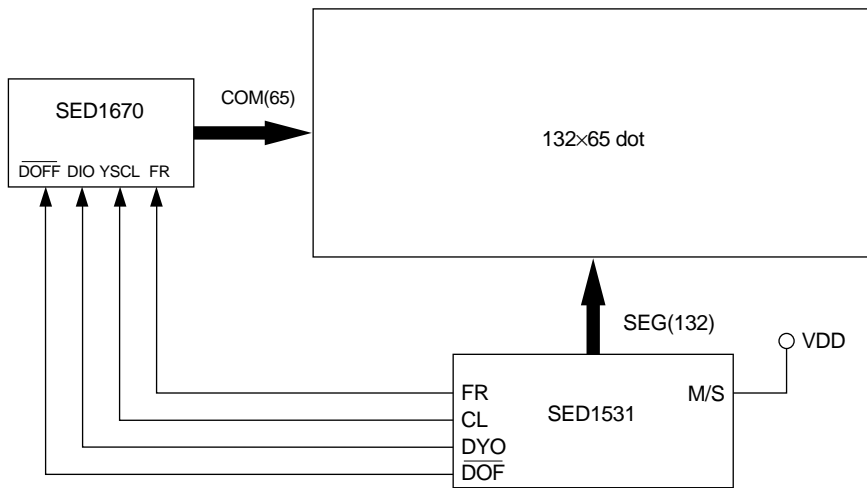 COM(65)
SED1670
132×65 dot
DOFF DIO YSCL FR
SEG(132)
VDD
FR
M/S
SED1531
CL
DYO
DOF